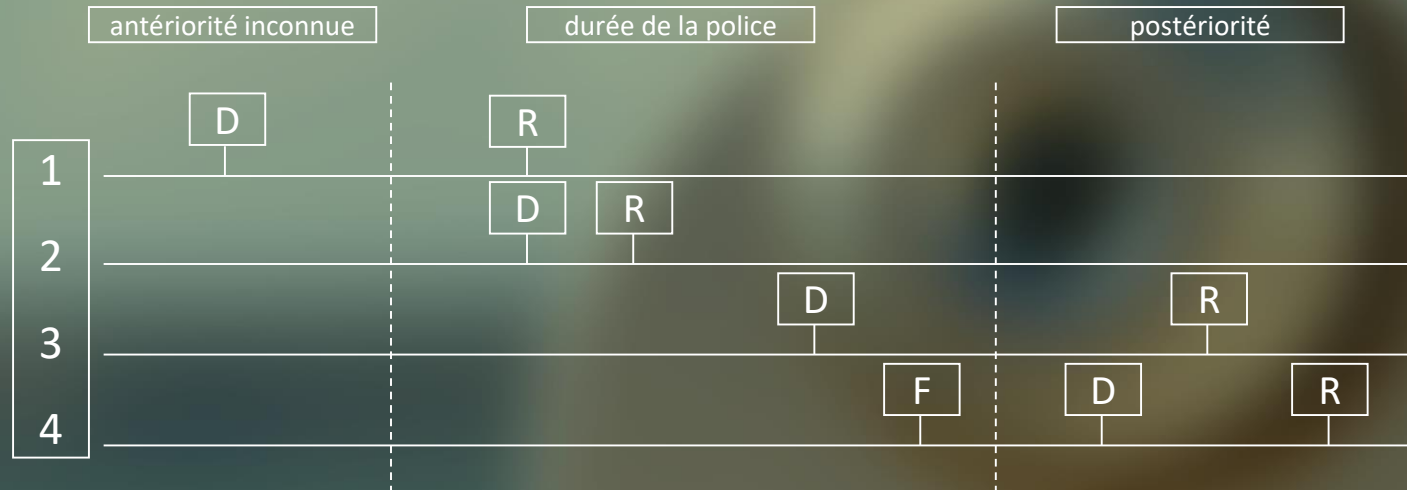 antériorité inconnue
durée de la police
postériorité
D
R
1
D
R
2
D
R
3
F
D
R
4